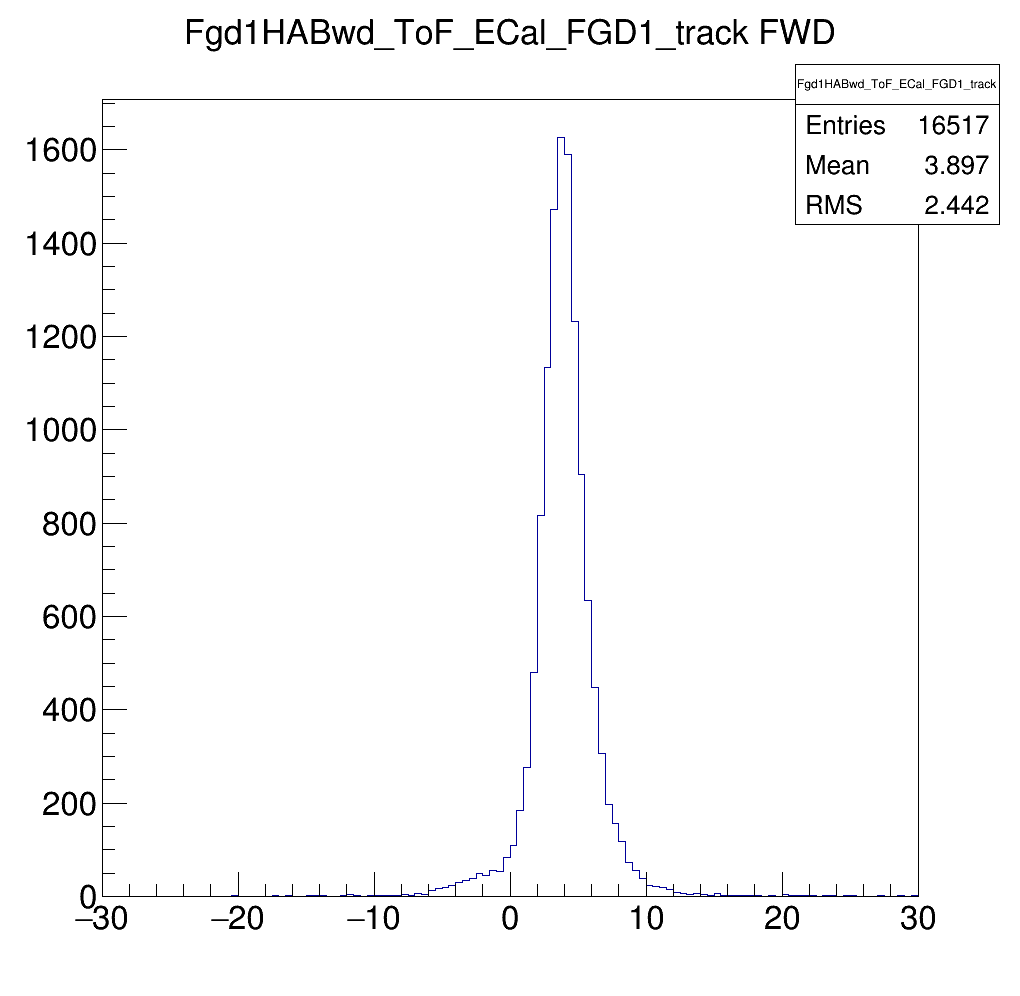 Fgd1HABwd_ToF_ECal_FGD1_track FWD
Fgd1HABwd_ToF_ECal_FGD1_track
Entries 16517
Mean 3.897
RMS 2.442
1600
1400
1200
1000
800
600
400
200
0
−30 −20 −10 0 10 20 30